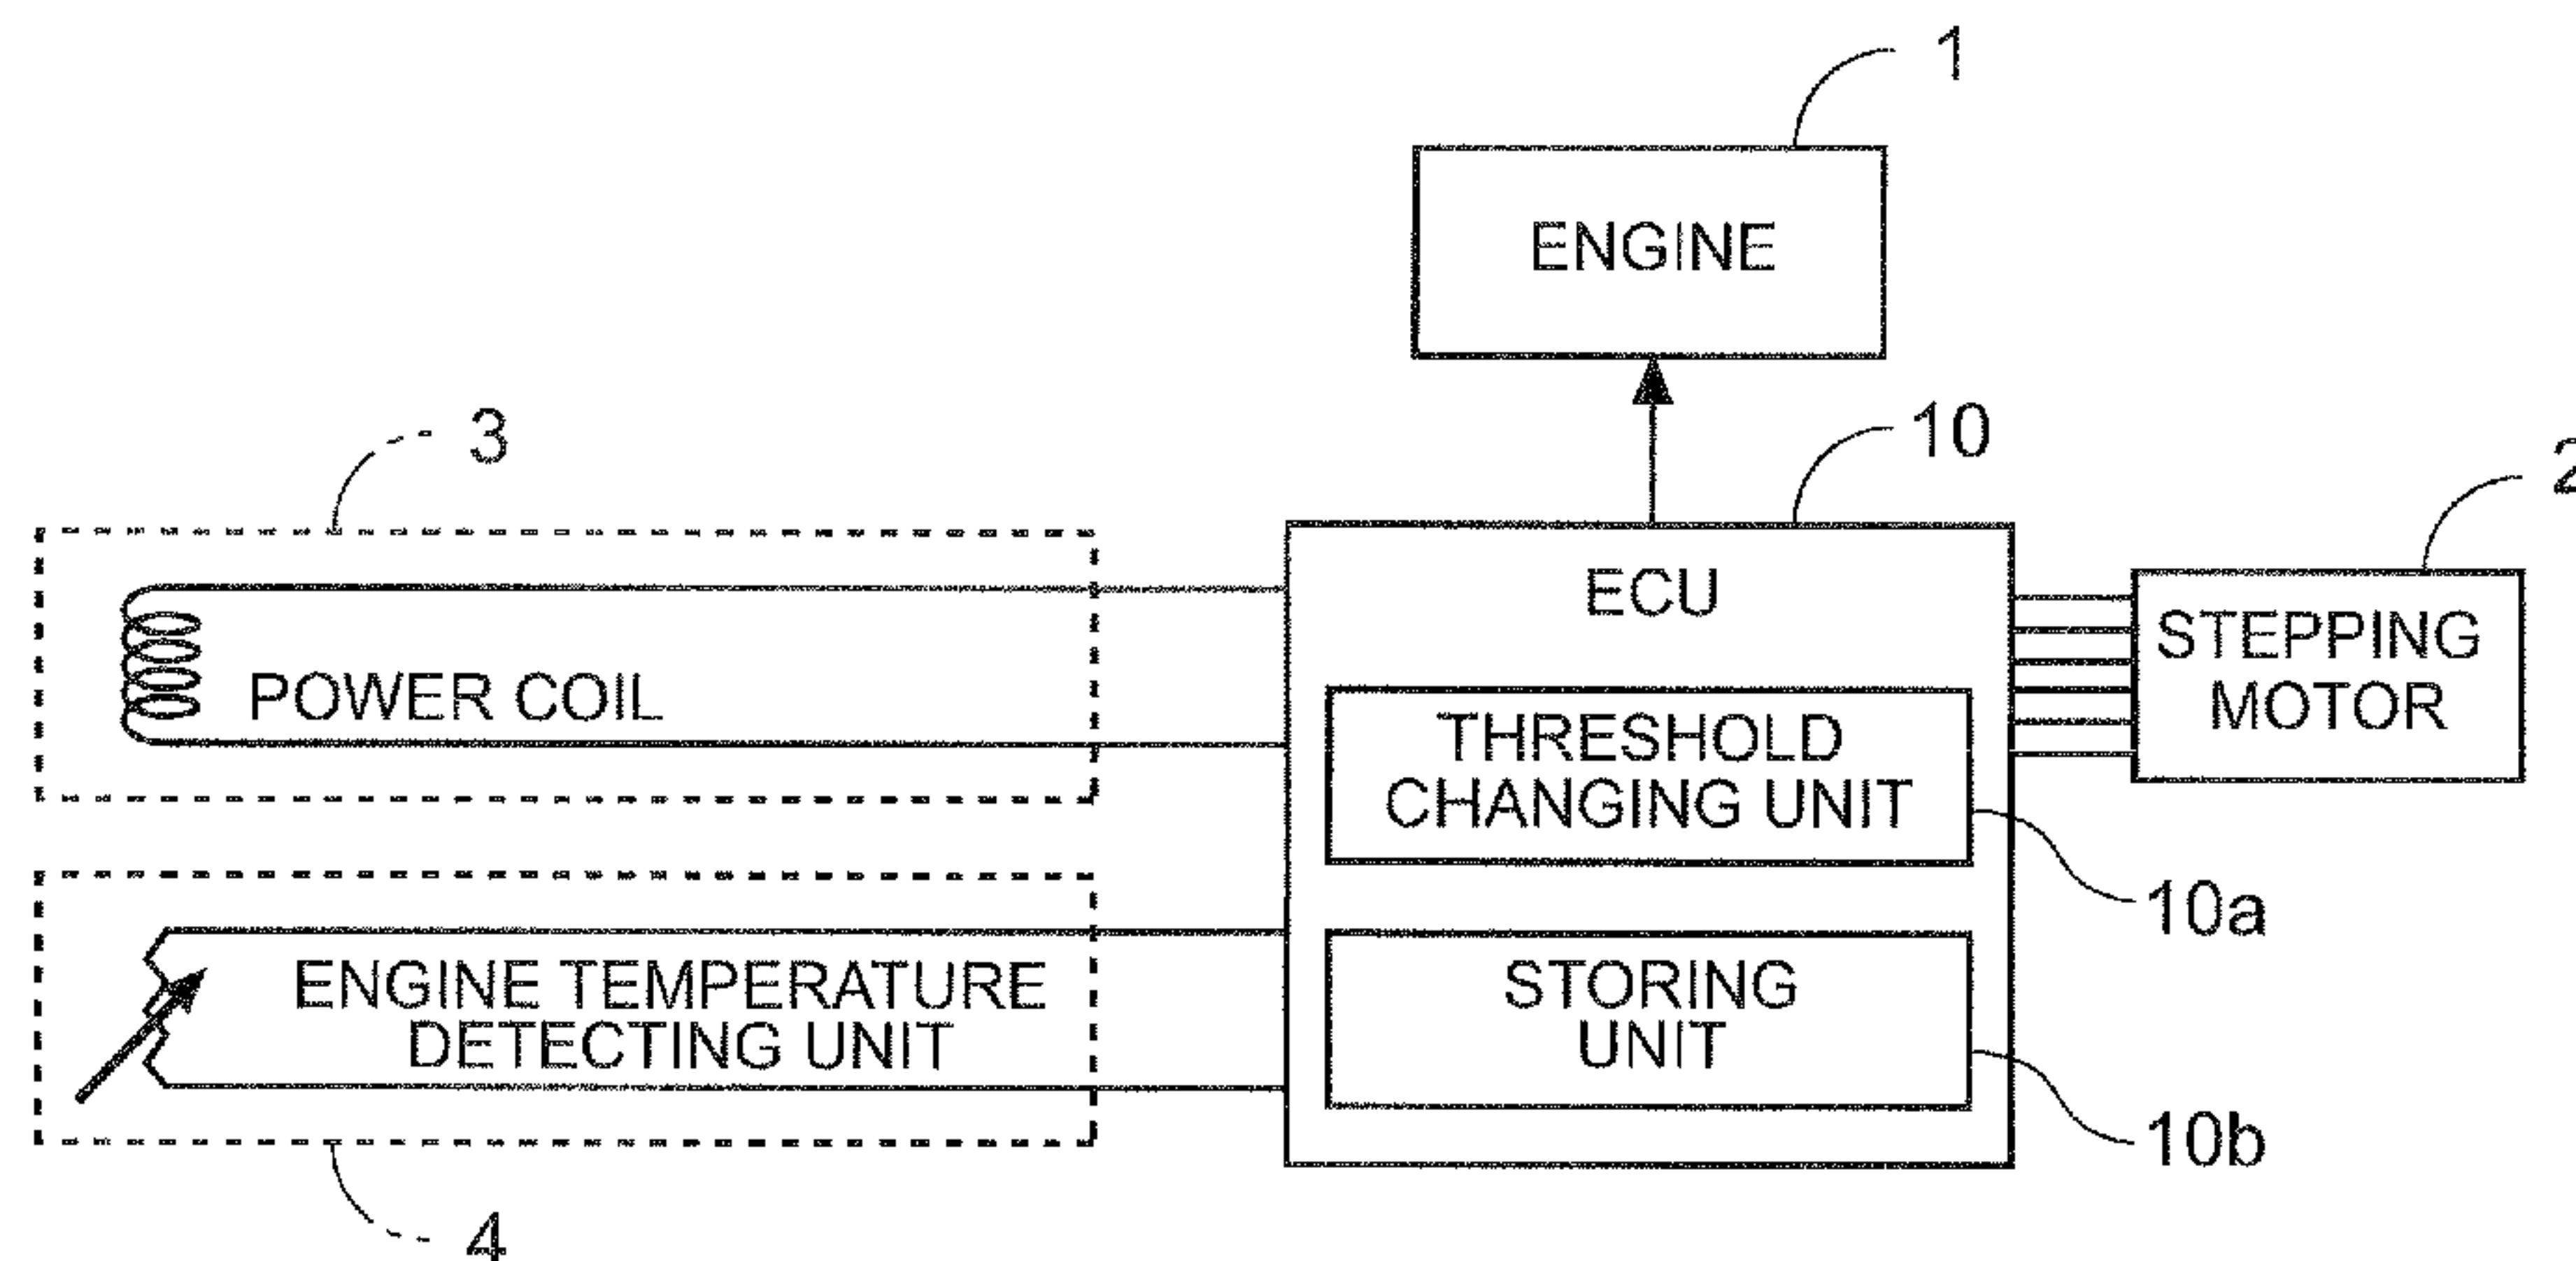 1
ENGINE
3
10
2
ECU
STEPPING
MOTOR
POWER COIL
THRESHOLD
CHANGING UNIT
10a
ENGINE TEMPERATURE
DETECTING UNIT
STORING
UNIT
10b
4